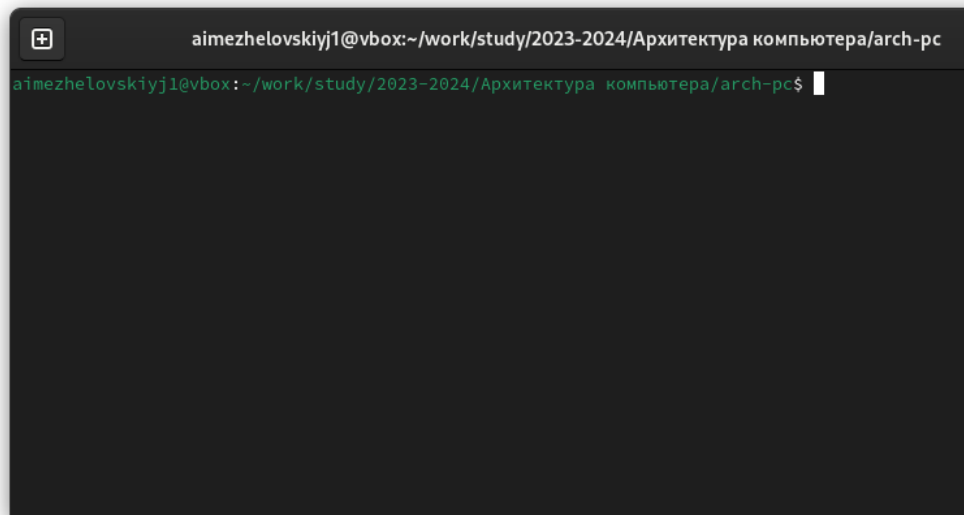 aimezhelovskiyj1@vbox:~/work/study/2023-2024/Архитектура компьютера/arch-pc
aimezhelovskiyj1@vbox:~/work/study/2023-2024/Архитектура компьютера/arch-pc$